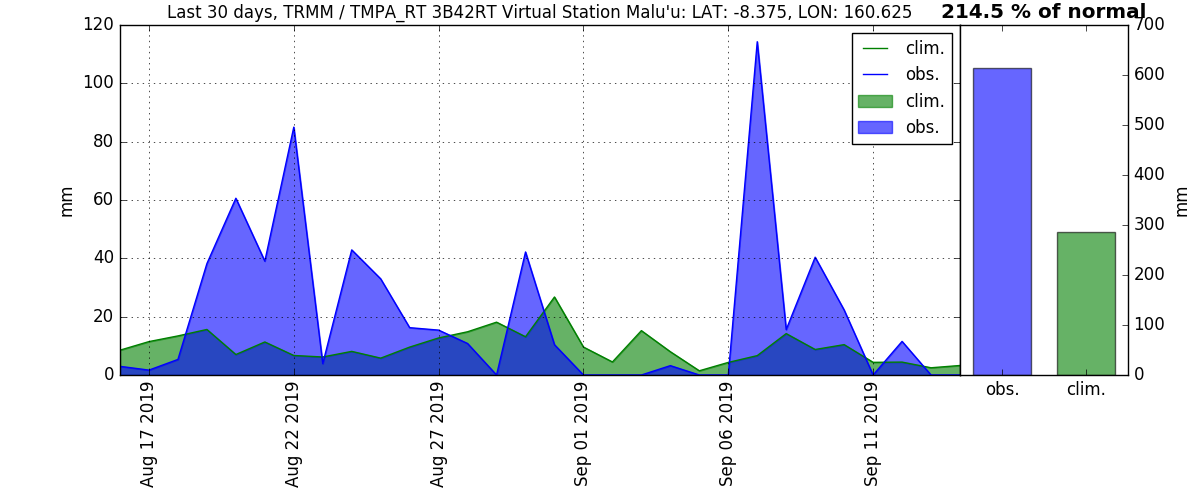 Last 30 days, TRMM / TMPA_RT 3B42RT Virtual Station Malu'u: LAT: -8.375, LON: 160.625
214.5 % of normal
120
100
80
60
40
20
0
mm
clim.
obs.
clim.
obs.
Aug 17 2019
Aug 22 2019
Aug 27 2019
Sep 01 2019
Sep 06 2019
Sep 11 2019
700
600
500
400
300
200
100
0
mm
obs.
clim.